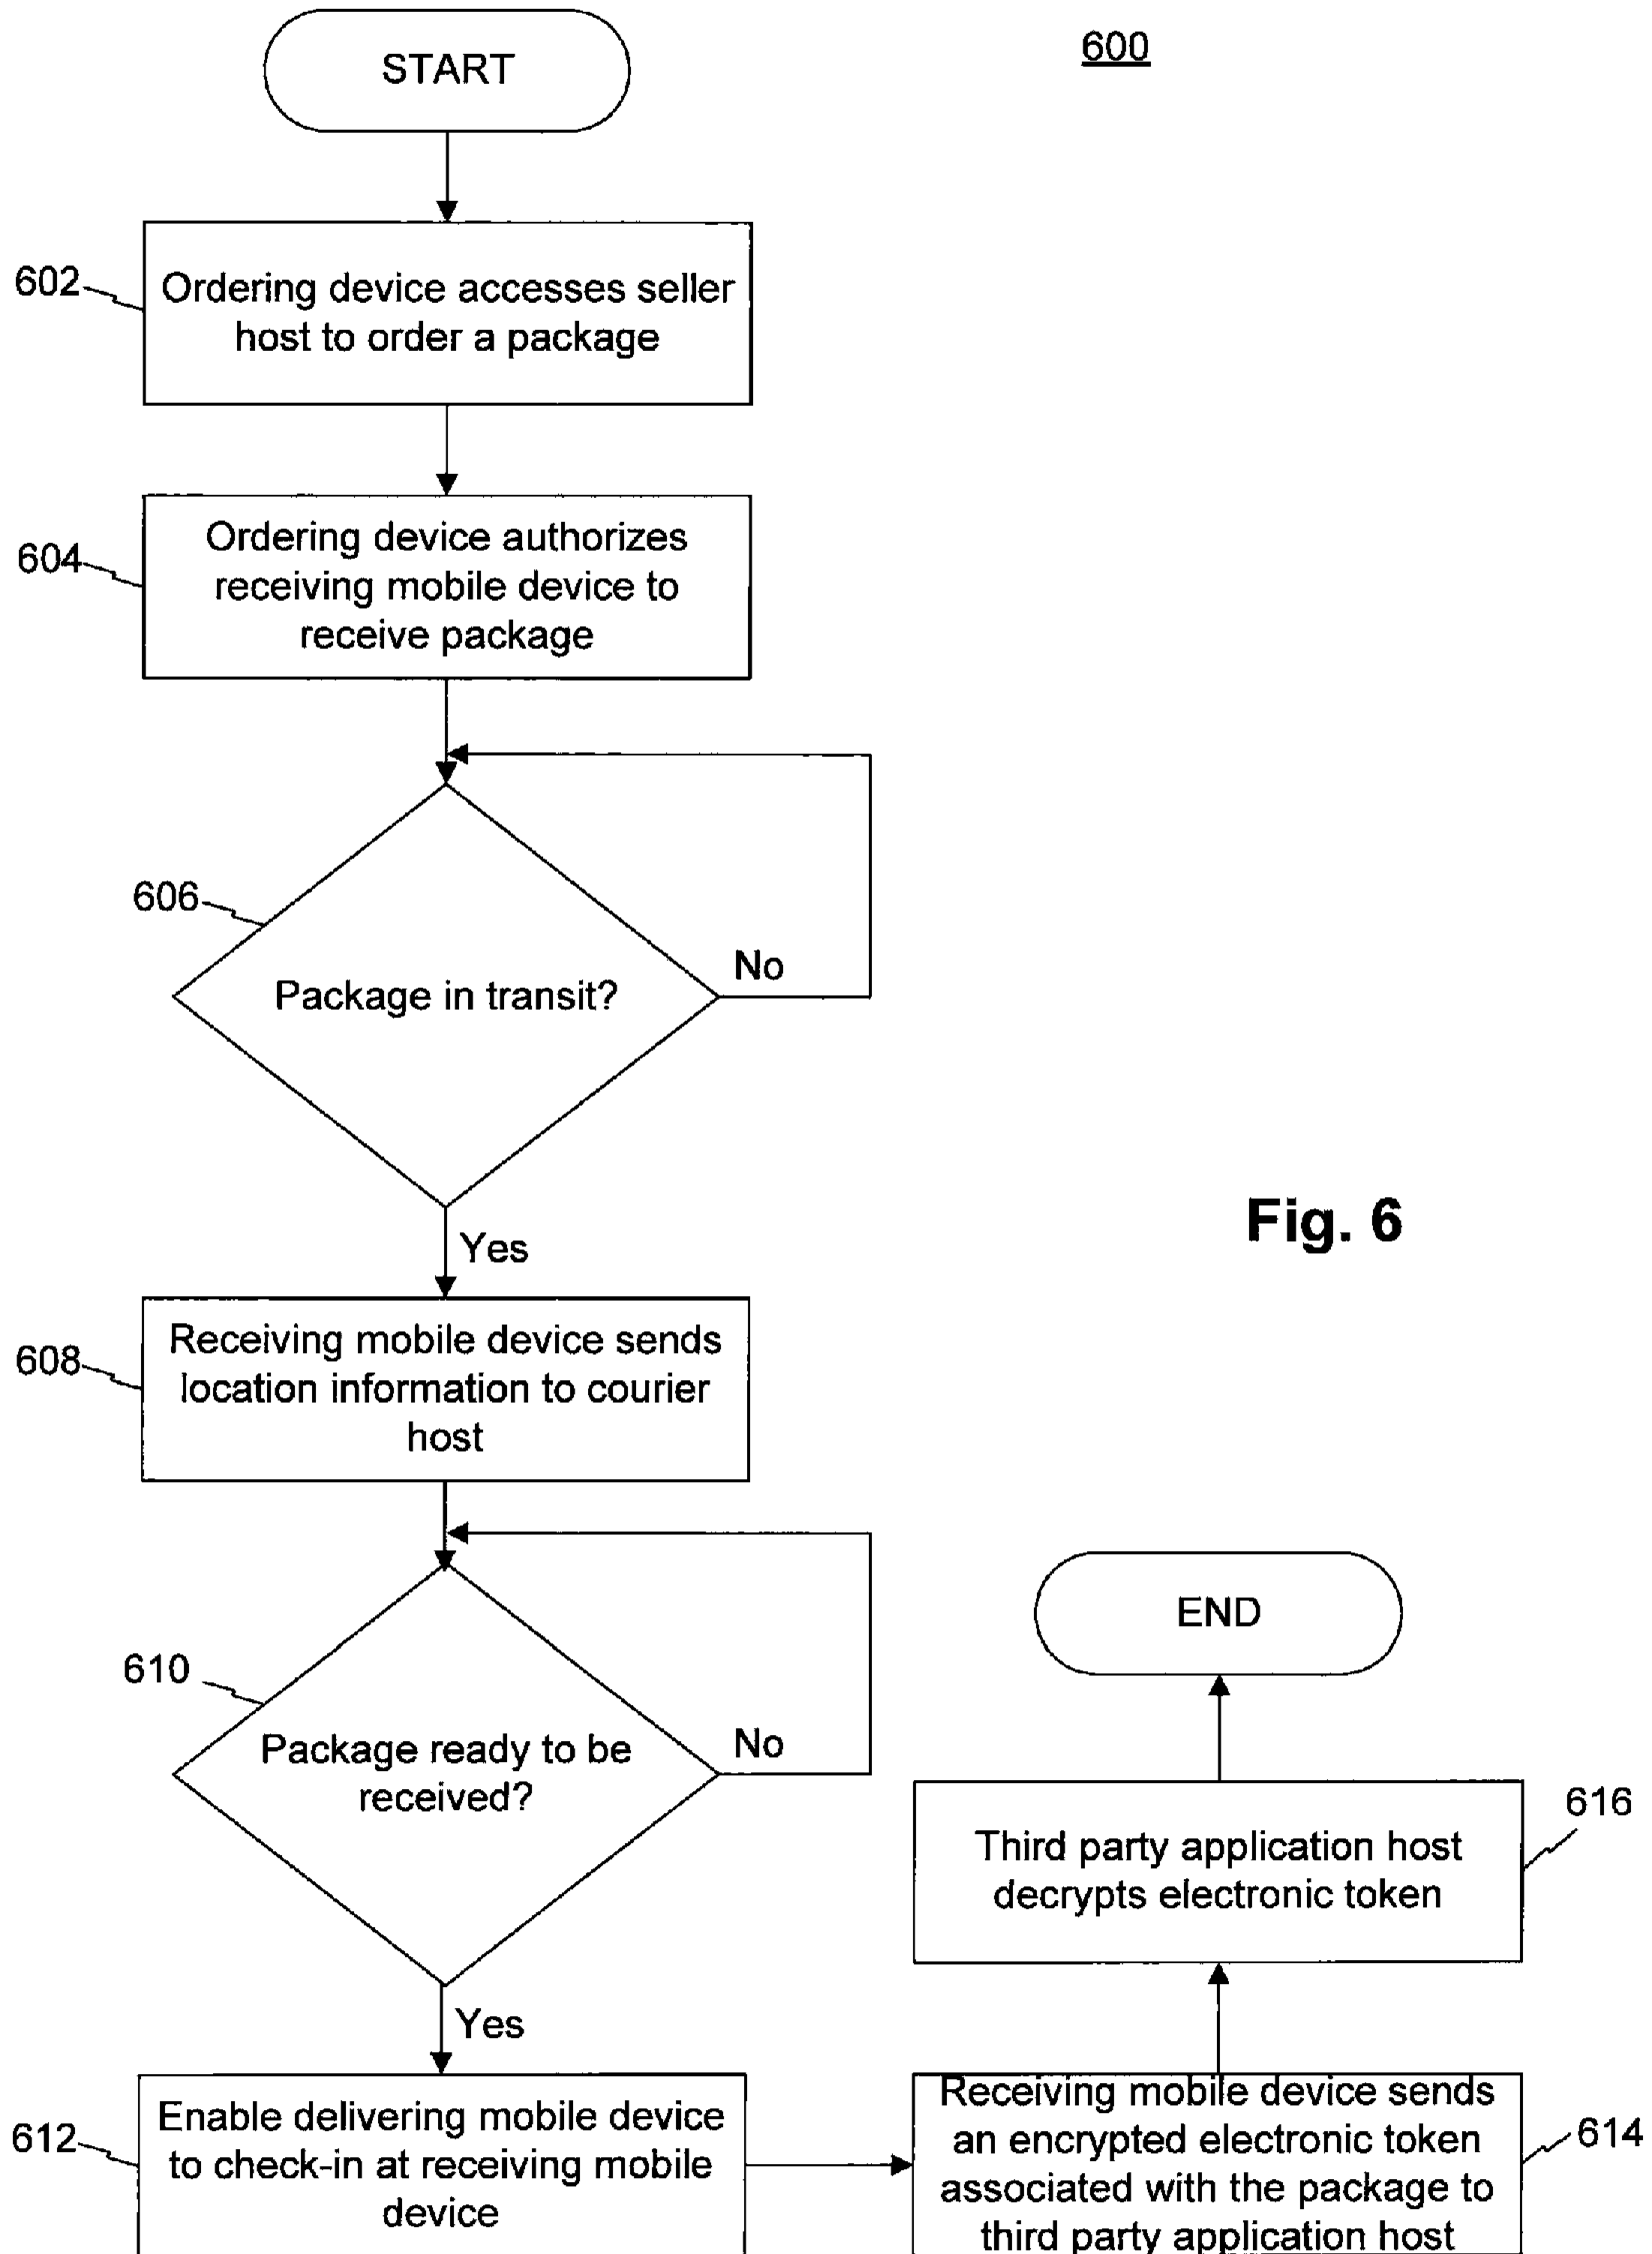 START
600
602
Ordering device accesses seller
host to order a package
604
Ordering device authorizes
receiving mobile device to
receive package
606
Package in transit?
No
Yes
Fig. 6
608
Receiving mobile device sends
location information to courier
host
610
Package ready to be
received?
No
Yes
612
Enable delivering mobile device
to check-in at receiving mobile
device
Receiving mobile device sends
an encrypted electronic token
associated with the package to
third party application host
614
Third party application host
decrypts electronic token
616
END